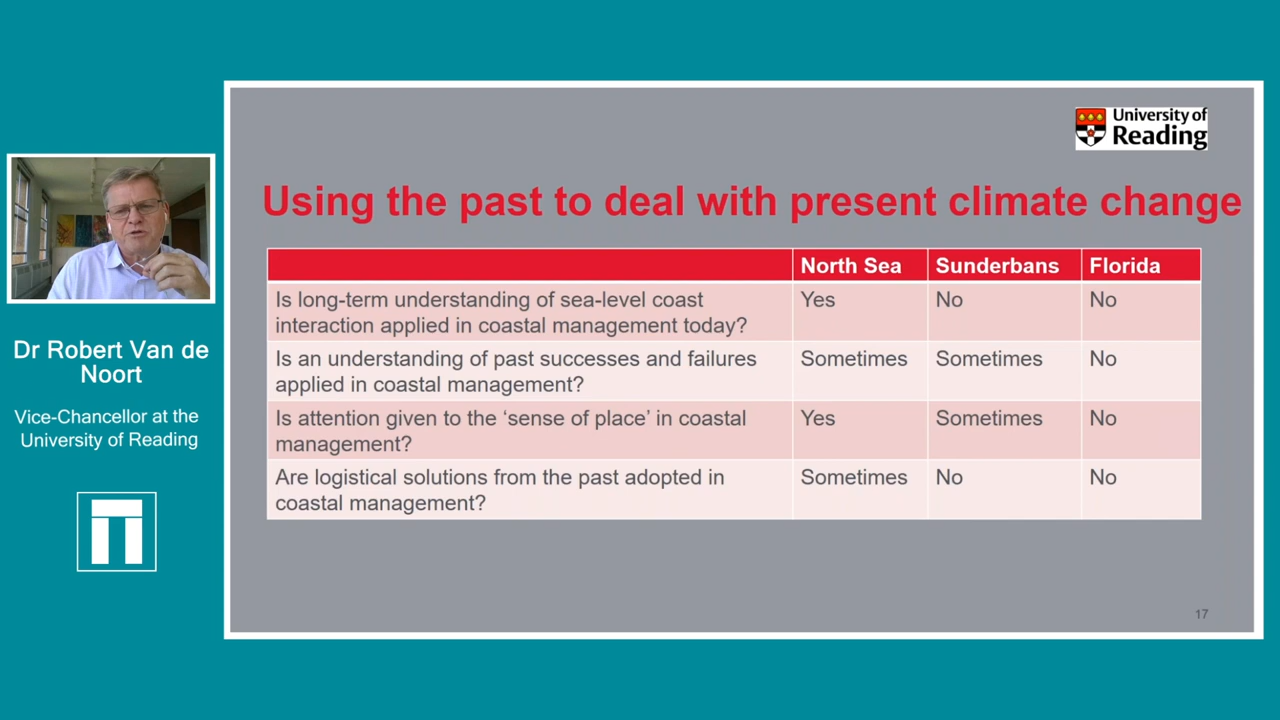 University of
Reading
Using the past to deal with present climate change
North Sea Sunderbans Florida
Is long-term understanding of sea-level coast
interaction applied in coastal management today?
Yes No No
Is an understanding of past successes and failures
applied in coastal management?
Sometimes Sometimes No
Is attention given to the ‘sense of place’ in coastal
management?
Yes Sometimes No
Are logistical solutions from the past adopted in
coastal management?
Sometimes No No
17
Dr Robert Van de
Noort
Vice-Chancellor at the
University of Reading